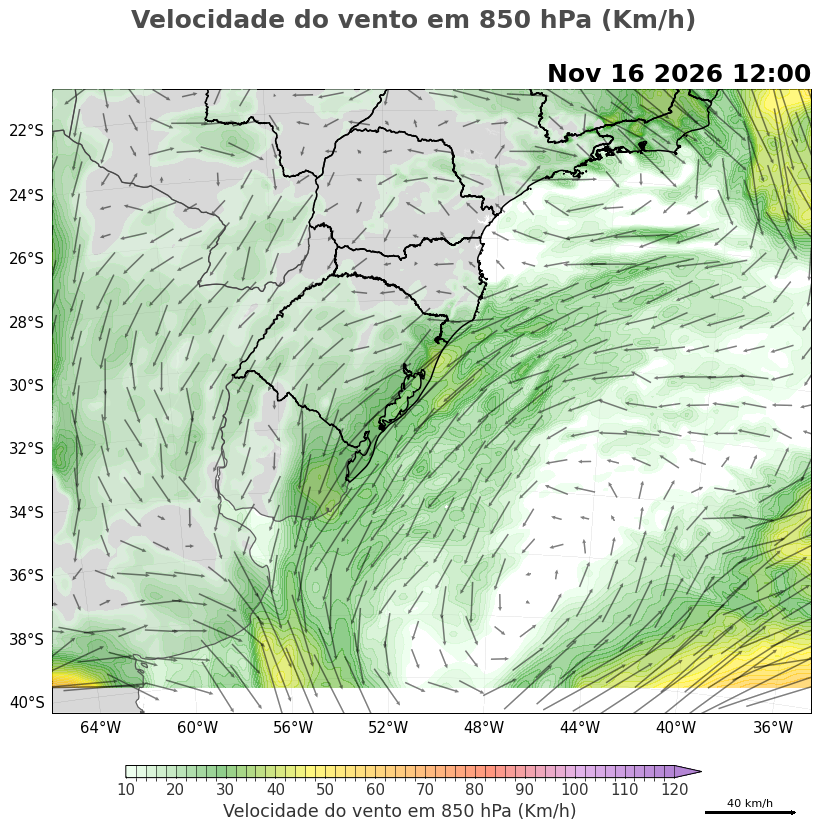 Velocidade do vento em 850 hPa (Km/h)
Nov 16 2026 12:00
22°S
24°S
26°S
28°S
30°S
32°S
34°S
36°S
38°S
40°S
64°W 60°W 56°W 52°W 48°W 44°W 40°W 36°W
10 20 30 40 50 60 70 80 90 100 110 120
Velocidade do vento em 850 hPa (Km/h)
40 km/h